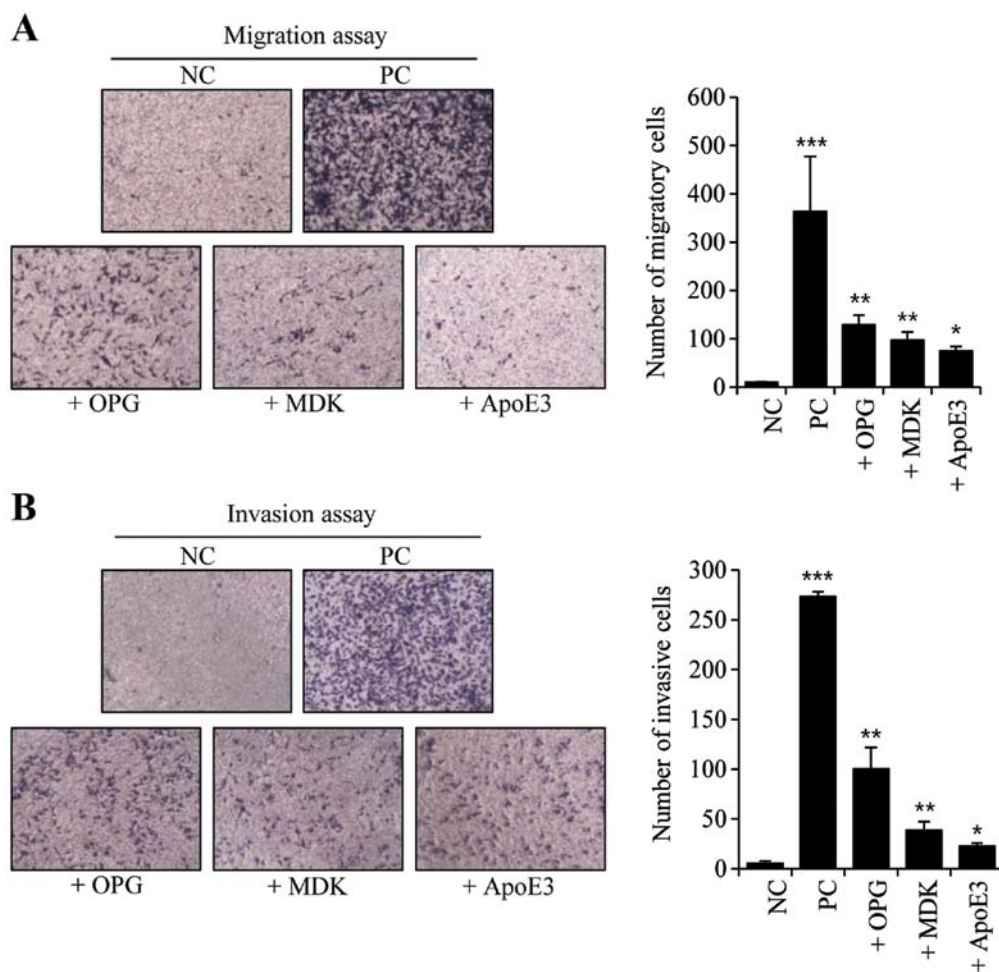 A
Migration assay
NC PC
+ OPG + MDK + ApoE3
Number of migratory cells
600
500
400
300
200
100
0
***
**
**
*
NC
PC
+ OPG
+ MDK
+ ApoE3
B
Invasion assay
NC PC
+ OPG + MDK + ApoE3
Number of invasive cells
300
250
200
150
100
50
0
***
**
**
*
NC
PC
+ OPG
+ MDK
+ ApoE3